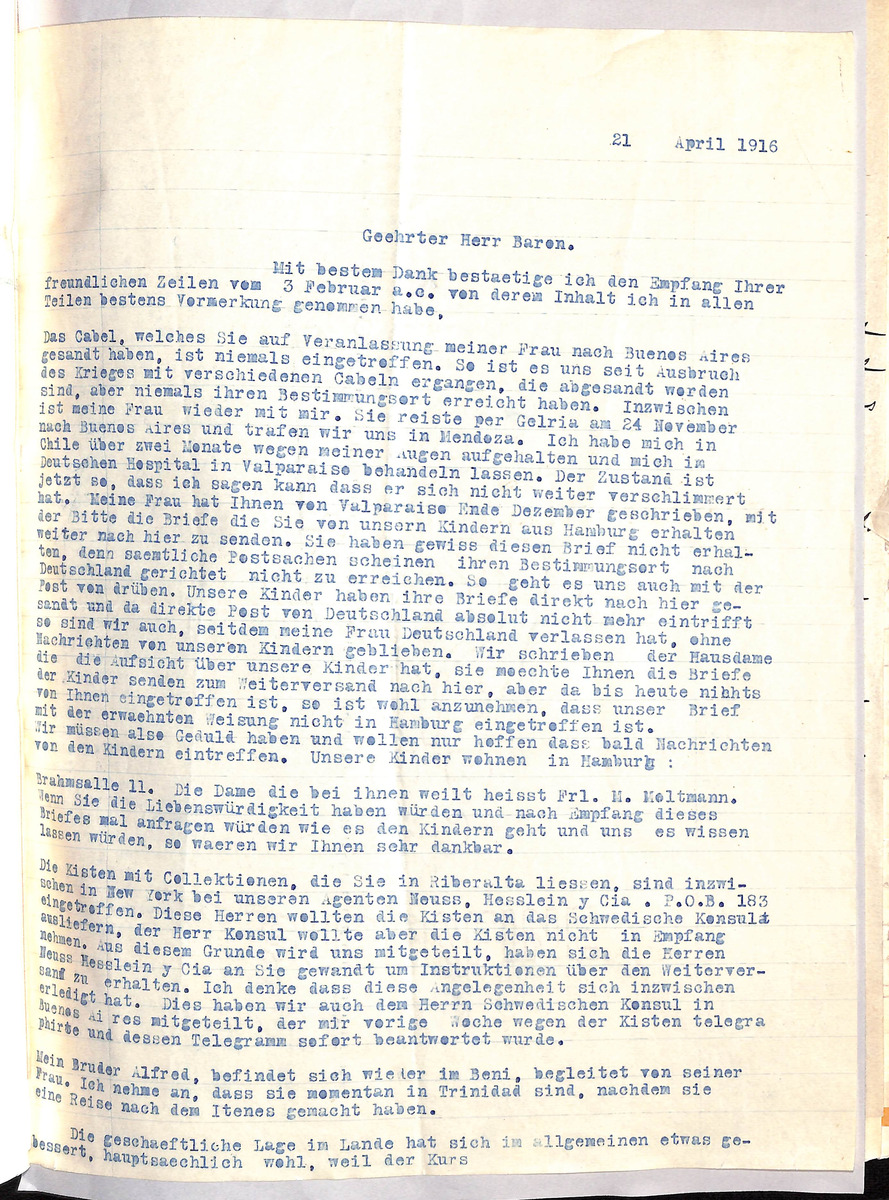 21 April 1916
Geehrter Herr Baron.
Mit bestem Dank bestaetige ich den Empfang Ihrer
freundlichen Zeilen vom 3 Februar a.c. von derem Inhalt ich in allen
Teilen bestens Vormerkung genommen habe,
Das Cabel, welches Sie auf Veranlassung meiner Frau nach Buenos Aires
gesandt haben, ist niemals eingetroffen. So ist es uns seit Ausbruch
des Krieges mit verschiedenen Cabeln ergangen, die abgesandt worden
sind, aber niemals ihren Bestimmungsort erreicht haben. Inzwischen
ist meine Frau wieder mit mir. Sie reiste per Gelria am 24 November
nach Buenos Aires und trafen wir uns in Mendoza. Ich habe mich in
Chile über zwei Monate wegen meiner Augen aufgehalten und mich im
Deutschen Hospital in Valparaiso behandeln lassen. Der Zustand ist
jetzt so, dass ich sagen kann dass er sich nicht weiter verschlimmert
hat. Meine Frau hat Ihnen von Valparaiso Ende Dezember geschrieben, mit
der Bitte die Briefe die Sie von unsern Kindern aus Hamburg erhalten
weiter nach hier zu senden. Sie haben gewiss diesen Brief nicht erhal-
ten, denn saemtliche Postsachen scheinen ihren Bestimmungsort nach
Deutschland gerichtet nicht zu erreichen. So geht es uns auch mit der
Post von drüben. Unsere Kinder haben ihre Briefe direkt nach hier ge-
sandt und da direkte Post von Deutschland absolut nicht mehr eintrifft
so sind wir auch, seitdem meine Frau Deutschland verlassen hat, ohne
Nachrichten von unseren Kindern geblieben. Wir schrieben der Hausdame
die die Aufsicht über unsere Kinder hat, sie moechte Ihnen die Briefe
der Kinder senden zum Weiterversand nach hier, aber da bis heute nihhts
von Ihnen eingetroffen ist, so ist wohl anzunehmen, dass unser Brief
mit der erwaehnten Weisung nicht in Hamburg eingetroffen ist.
Wir müssen also Geduld haben und wollen nur hoffen dass bald Nachrichten
von den Kindern eintreffen. Unsere Kinder wohnen in Hamburg :
Brahmsalle 11. Die Dame die bei ihnen weilt heisst Frl. M. Moltmann.
Wenn Sie die Liebenswürdigkeit haben würden und nach Empfang dieses
Briefes mal anfragen würden wie es den Kindern geht und uns es wissen
lassen würden, so waeren wir Ihnen sehr dankbar.
Die Kisten mit Collektionen, die Sie in Riberalta liessen, sind inzwi-
schen in New York bei unseren Agenten Neuss, Hesslein y Cia . P.O.B. 183
eingetroffen. Diese Herren wollten die Kisten an das Schwedische Konsult
ausliefern, der Herr Konsul wollte aber die Kisten nicht in Empfang
nehmen. Aus diesem Grunde wird uns mitgeteilt, haben sich die Herren
Neuss Hesslein y Cia an Sie gewandt um Instruktionen über den Weiterver-
sand zu erhalten. Ich denke dass diese Angelegenheit sich inzwischen
erledigt hat. Dies haben wir auch dem Herrn Schwedischen Konsul in
Buenos Ai res mitgeteilt, der mir vorige Woche wegen der Kisten telegra
phirte und dessen Telegramm sofort beantwortet wurde.
Mein Bruder Alfred, befindet sich wieter im Beni, begleitet von seiner
Frau. Ich nehme an, dass sie momentan in Trinidad sind, nachdem sie
eine Reise nach dem Itenes gemacht haben.
Die geschaeftliche Lage im Lande hat sich im allgemeinen etwas ge-
bessert, hauptsaechlich wohl, weil der Kurs